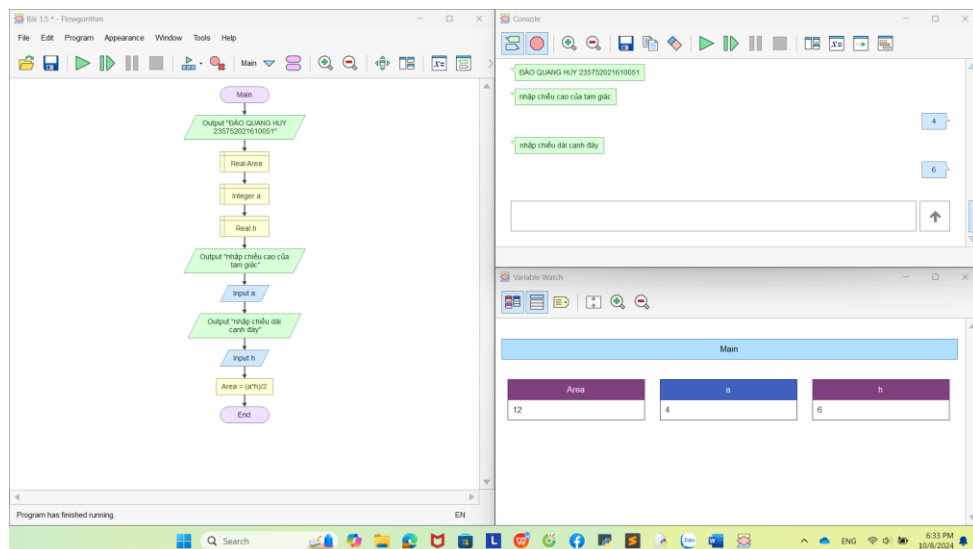 Bài 1,5 * - Flowgorithm
File Edit Program Appearance Window Tools Help
Main
Main
Output "ĐÀO QUANG HUY
235752021610051"
Real Area
Integer a
Real h
Output "nhập chiều cao của
tam giác"
Input a
Output "nhập chiều dài
cạnh đáy"
Input h
Area = (a*h)/2
End
Program has finished running.
EN
Console
ĐÀO QUANG HUY 235752021610051
nhập chiều cao của tam giác
4
nhập chiều dài cạnh đáy
6
Variable Watch
Main
Area
a
h
12
4
6
Search
L
S
Zalo
ENG
6:33 PM
10/8/2024